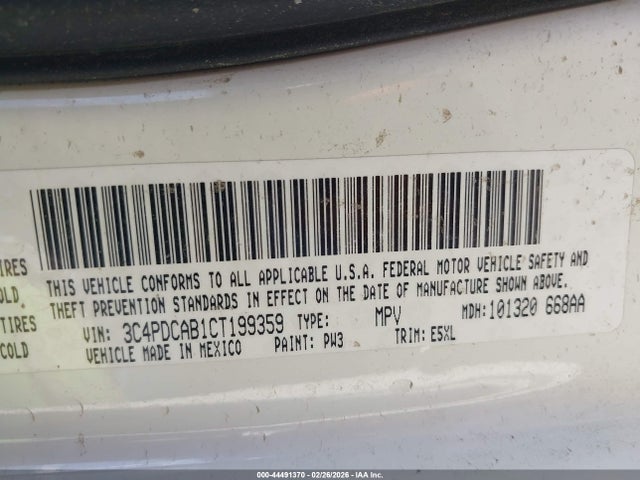 THIS VEHICLE CONFORMS TO ALL APPLICABLE U.S.A. FEDERAL MOTOR VEHICLE SAFETY AND
THEFT PREVENTION STANDARDS IN EFFECT ON THE DATE OF MANUFACTURE SHOWN ABOVE.
VIN: 3C4PDCAB1CT199359 TYPE: MPV MDH: 101320 668AA
VEHICLE MADE IN MEXICO PAINT: PW3 TRIM: E5XL
IRES
OLD,
TIRES
COLD
000-44491370 - 02/26/2026 - IAA Inc.